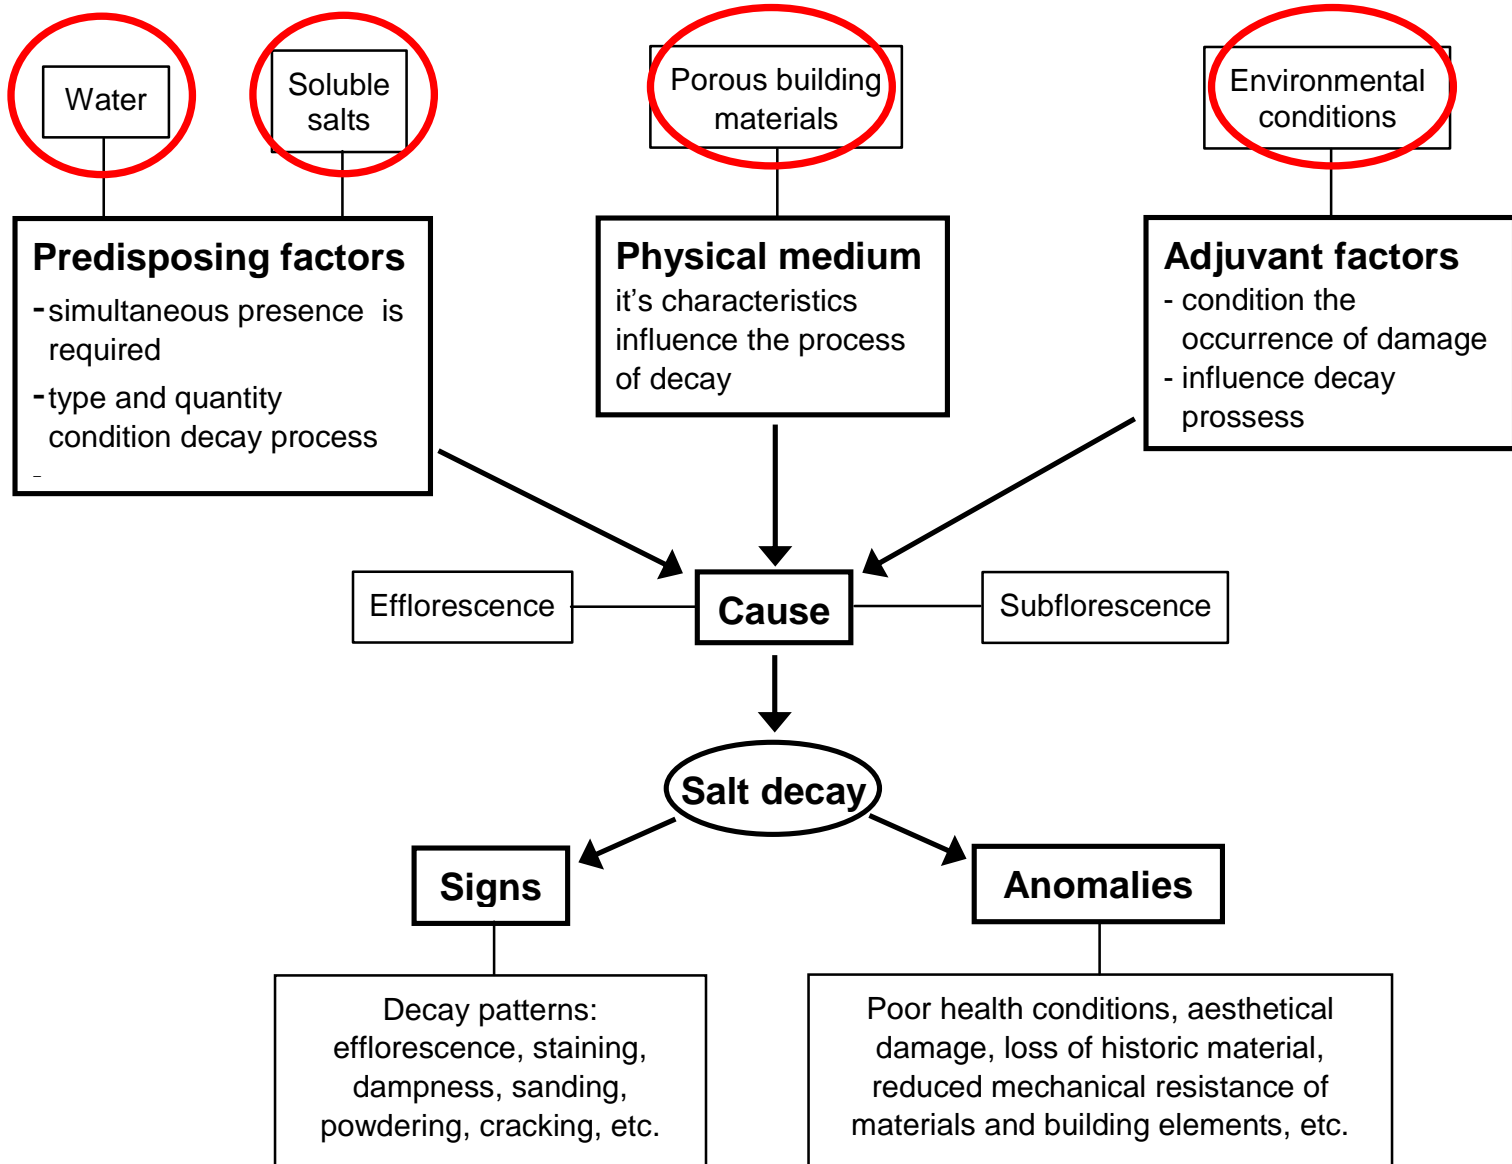 Water
Soluble
salts
Porous building
materials
Environmental
conditions
Predisposing factors
-simultaneous presence is
required
-type and quantity
condition decay process
-
Physical medium
it’s characteristics
influence the process
of decay
Adjuvant factors
- condition the
occurrence of damage
- influence decay
prossess
Efflorescence
Cause
Subflorescence
Salt decay
Signs
Anomalies
Decay patterns:
efflorescence, staining,
dampness, sanding,
powdering, cracking, etc.
Poor health conditions, aesthetical
damage, loss of historic material,
reduced mechanical resistance of
materials and building elements, etc.